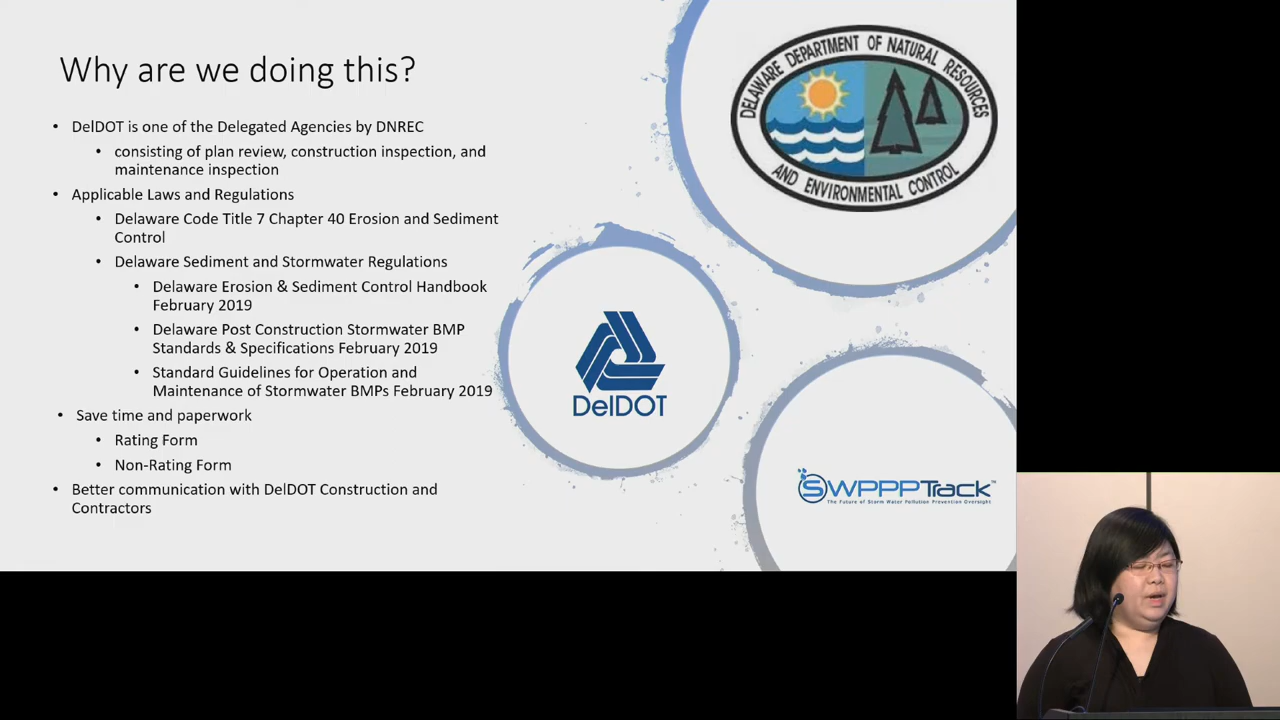 Why are we doing this?
• DelDOT is one of the Delegated Agencies by DNREC
• consisting of plan review, construction inspection, and
maintenance inspection
• Applicable Laws and Regulations
• Delaware Code Title 7 Chapter 40 Erosion and Sediment
Control
• Delaware Sediment and Stormwater Regulations
• Delaware Erosion & Sediment Control Handbook
February 2019
• Delaware Post Construction Stormwater BMP
Standards & Specifications February 2019
• Standard Guidelines for Operation and
Maintenance of Stormwater BMPs February 2019
• Save time and paperwork
• Rating Form
• Non-Rating Form
• Better communication with DelDOT Construction and
Contractors
DELAWARE DEPARTMENT OF NATURAL RESOURCES
AND ENVIRONMENTAL CONTROL
DelDOT
SWPPPTrack™
The Future of Storm Water Pollution Prevention Oversight